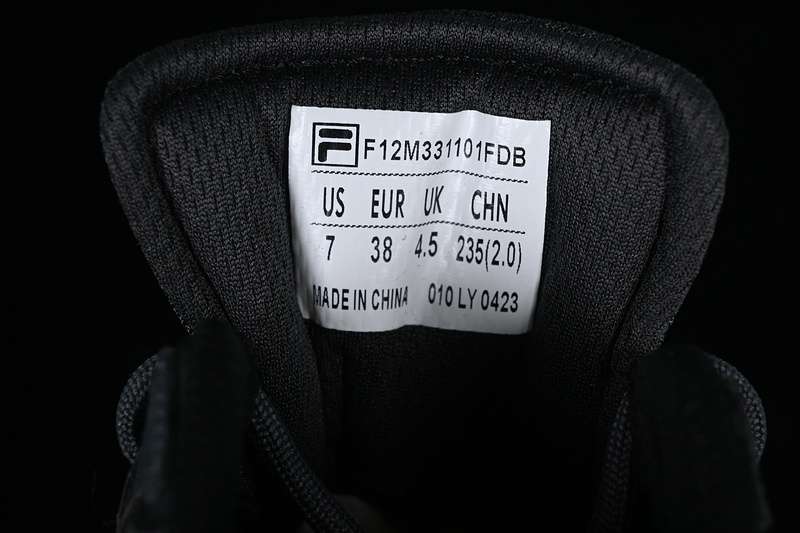 F12M331101FDB
US EUR UK CHN
7 38 4.5 235(2.0)
MADE IN CHINA 010 LY 0423